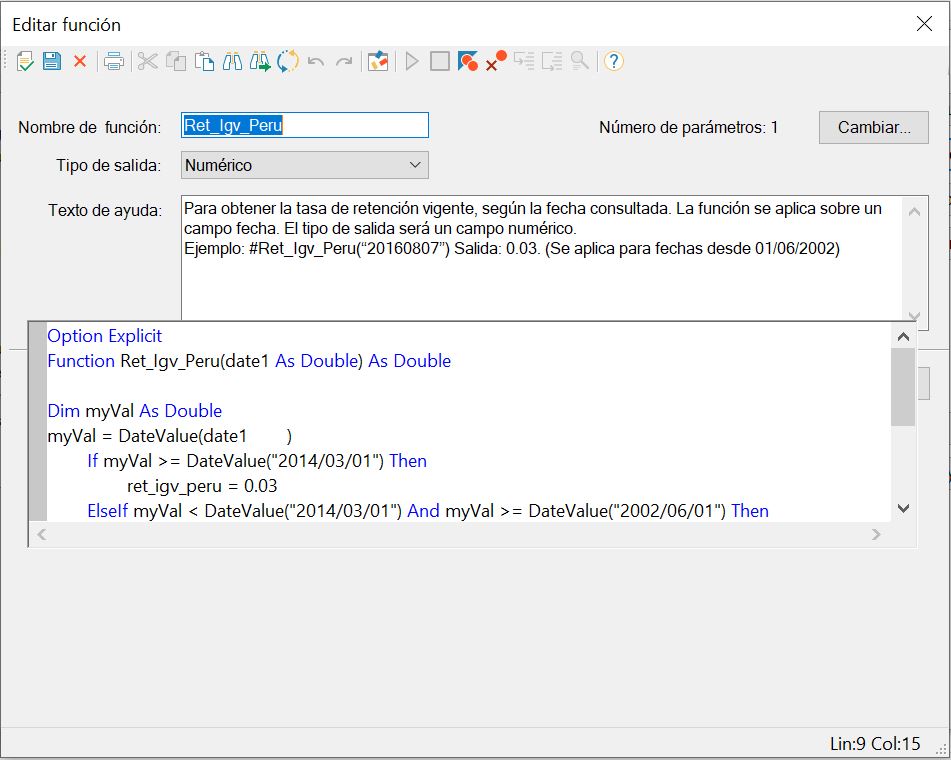 Editar función
Nombre de función: Ret_Igv_Peru Número de parámetros: 1 Cambiar...
Tipo de salida: Numérico
Texto de ayuda: Para obtener la tasa de retención vigente, según la fecha consultada. La función se aplica sobre un
campo fecha. El tipo de salida será un campo numérico.
Ejemplo: #Ret_Igv_Peru(“20160807”) Salida: 0.03. (Se aplica para fechas desde 01/06/2002)
Option Explicit
Function Ret_Igv_Peru(date1 As Double) As Double
Dim myVal As Double
myVal = DateValue(date1 )
If myVal >= DateValue("2014/03/01") Then
ret_igv_peru = 0.03
ElseIf myVal < DateValue("2014/03/01") And myVal >= DateValue("2002/06/01") Then
Lin:9 Col:15